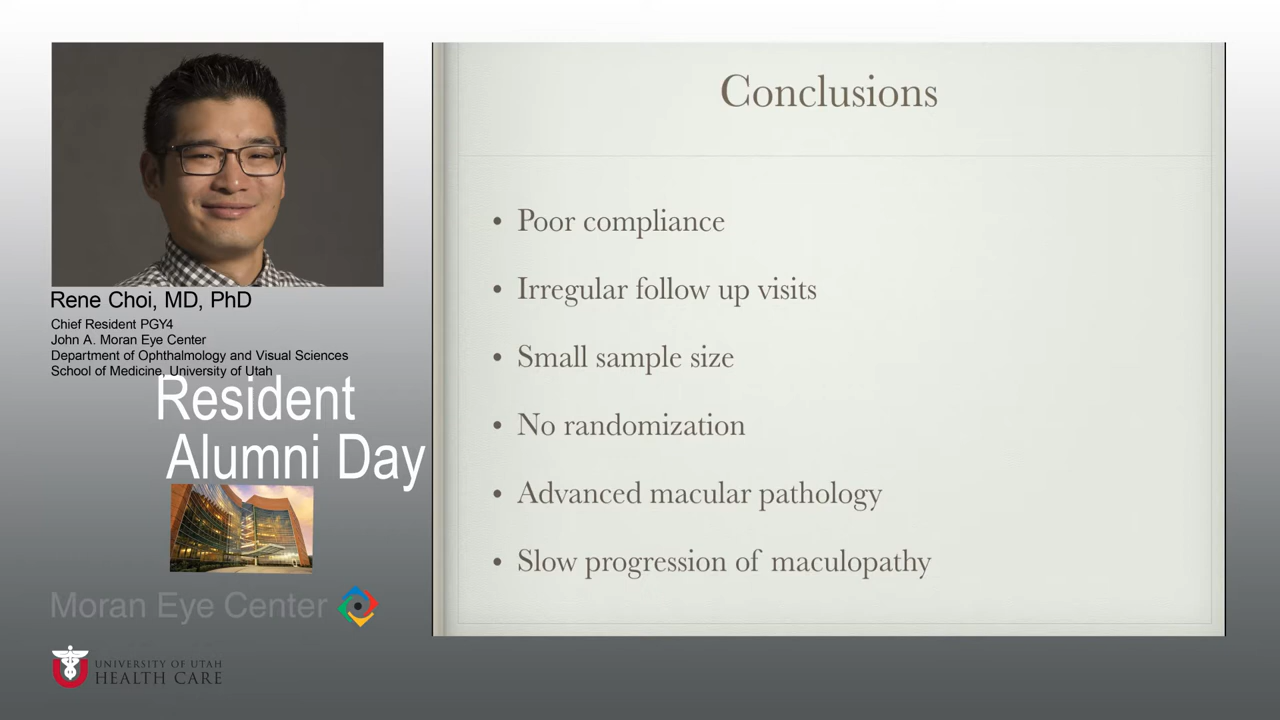 Rene Choi, MD, PhD
Chief Resident PGY4
John A. Moran Eye Center
Department of Ophthalmology and Visual Sciences
School of Medicine, University of Utah
Resident
Alumni Day
Moran Eye Center
UNIVERSITY OF UTAH
HEALTH CARE
Conclusions
• Poor compliance
• Irregular follow up visits
• Small sample size
• No randomization
• Advanced macular pathology
• Slow progression of maculopathy